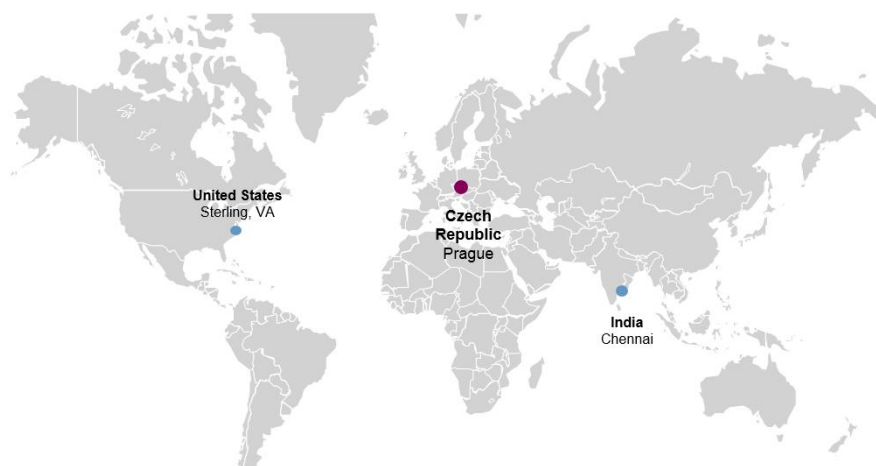 United States
Sterling, VA
Czech
Republic
Prague
India
Chennai